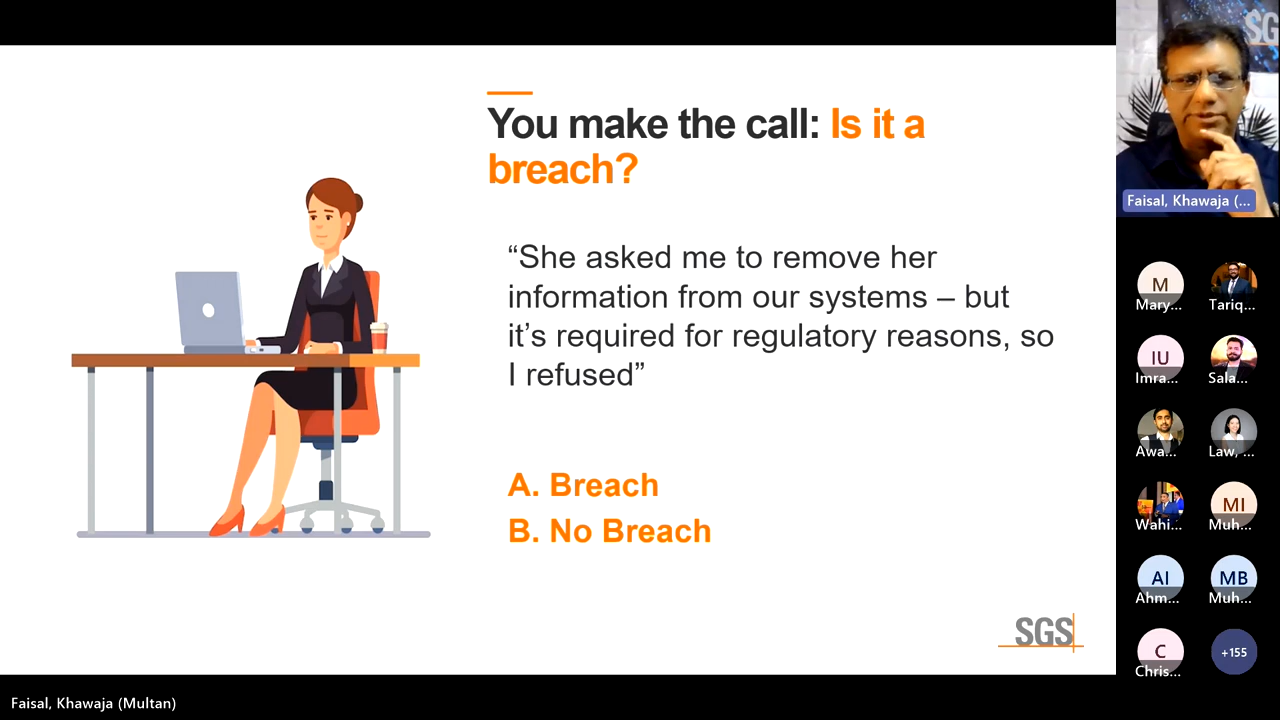 You make the call: Is it a
breach?
“She asked me to remove her
information from our systems – but
it’s required for regulatory reasons, so
I refused”
A. Breach
B. No Breach
SGS
SG
Faisal, Khawaja (...
M
Mary...
Tariq...
IU
Imra...
Sala...
Awa...
Law, ...
Wahi...
MI
Muh...
AI
Ahm...
MB
Muh...
C
Chris...
+155
Faisal, Khawaja (Multan)